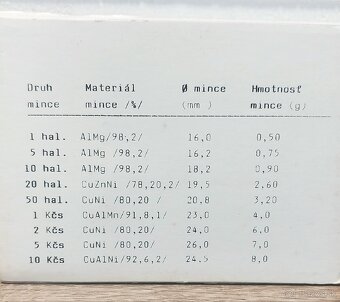 Druh Materiál Ø mince Hmotnosť
mince mince /%/ (mm ) mince (g)
1 hal. AlMg/98,2/ 16,0 0,50
5 hal. AlMg /98,2/ 16,2 0,75
10 hal. AlMg /98,2/ 18,2 0,90
20 hal. CuZnNi /78,20,2/ 19,5 2,60
50 hal. CuNi /80,20 / 20,8 3,20
1 Kčs CuAlMn/91,8,1/ 23,0 4,0
2 Kčs CuNi /80,20/ 24,0 6,0
5 Kčs CuNi /80,20/ 26,0 7,0
10 Kčs CuAlNi/92,6,2/ 24,5 8,0